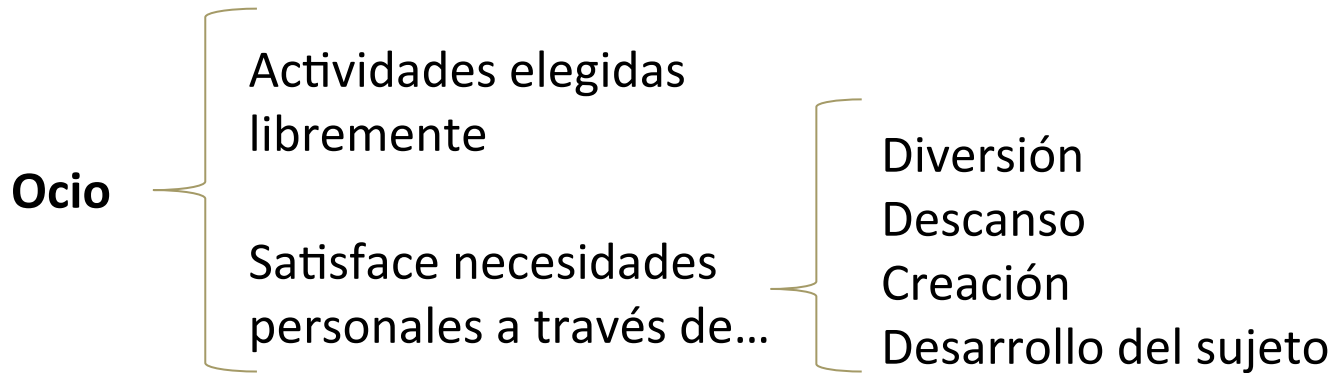 Ocio
Actividades elegidas
libremente
Satisface necesidades
personales a través de...
Diversión
Descanso
Creación
Desarrollo del sujeto